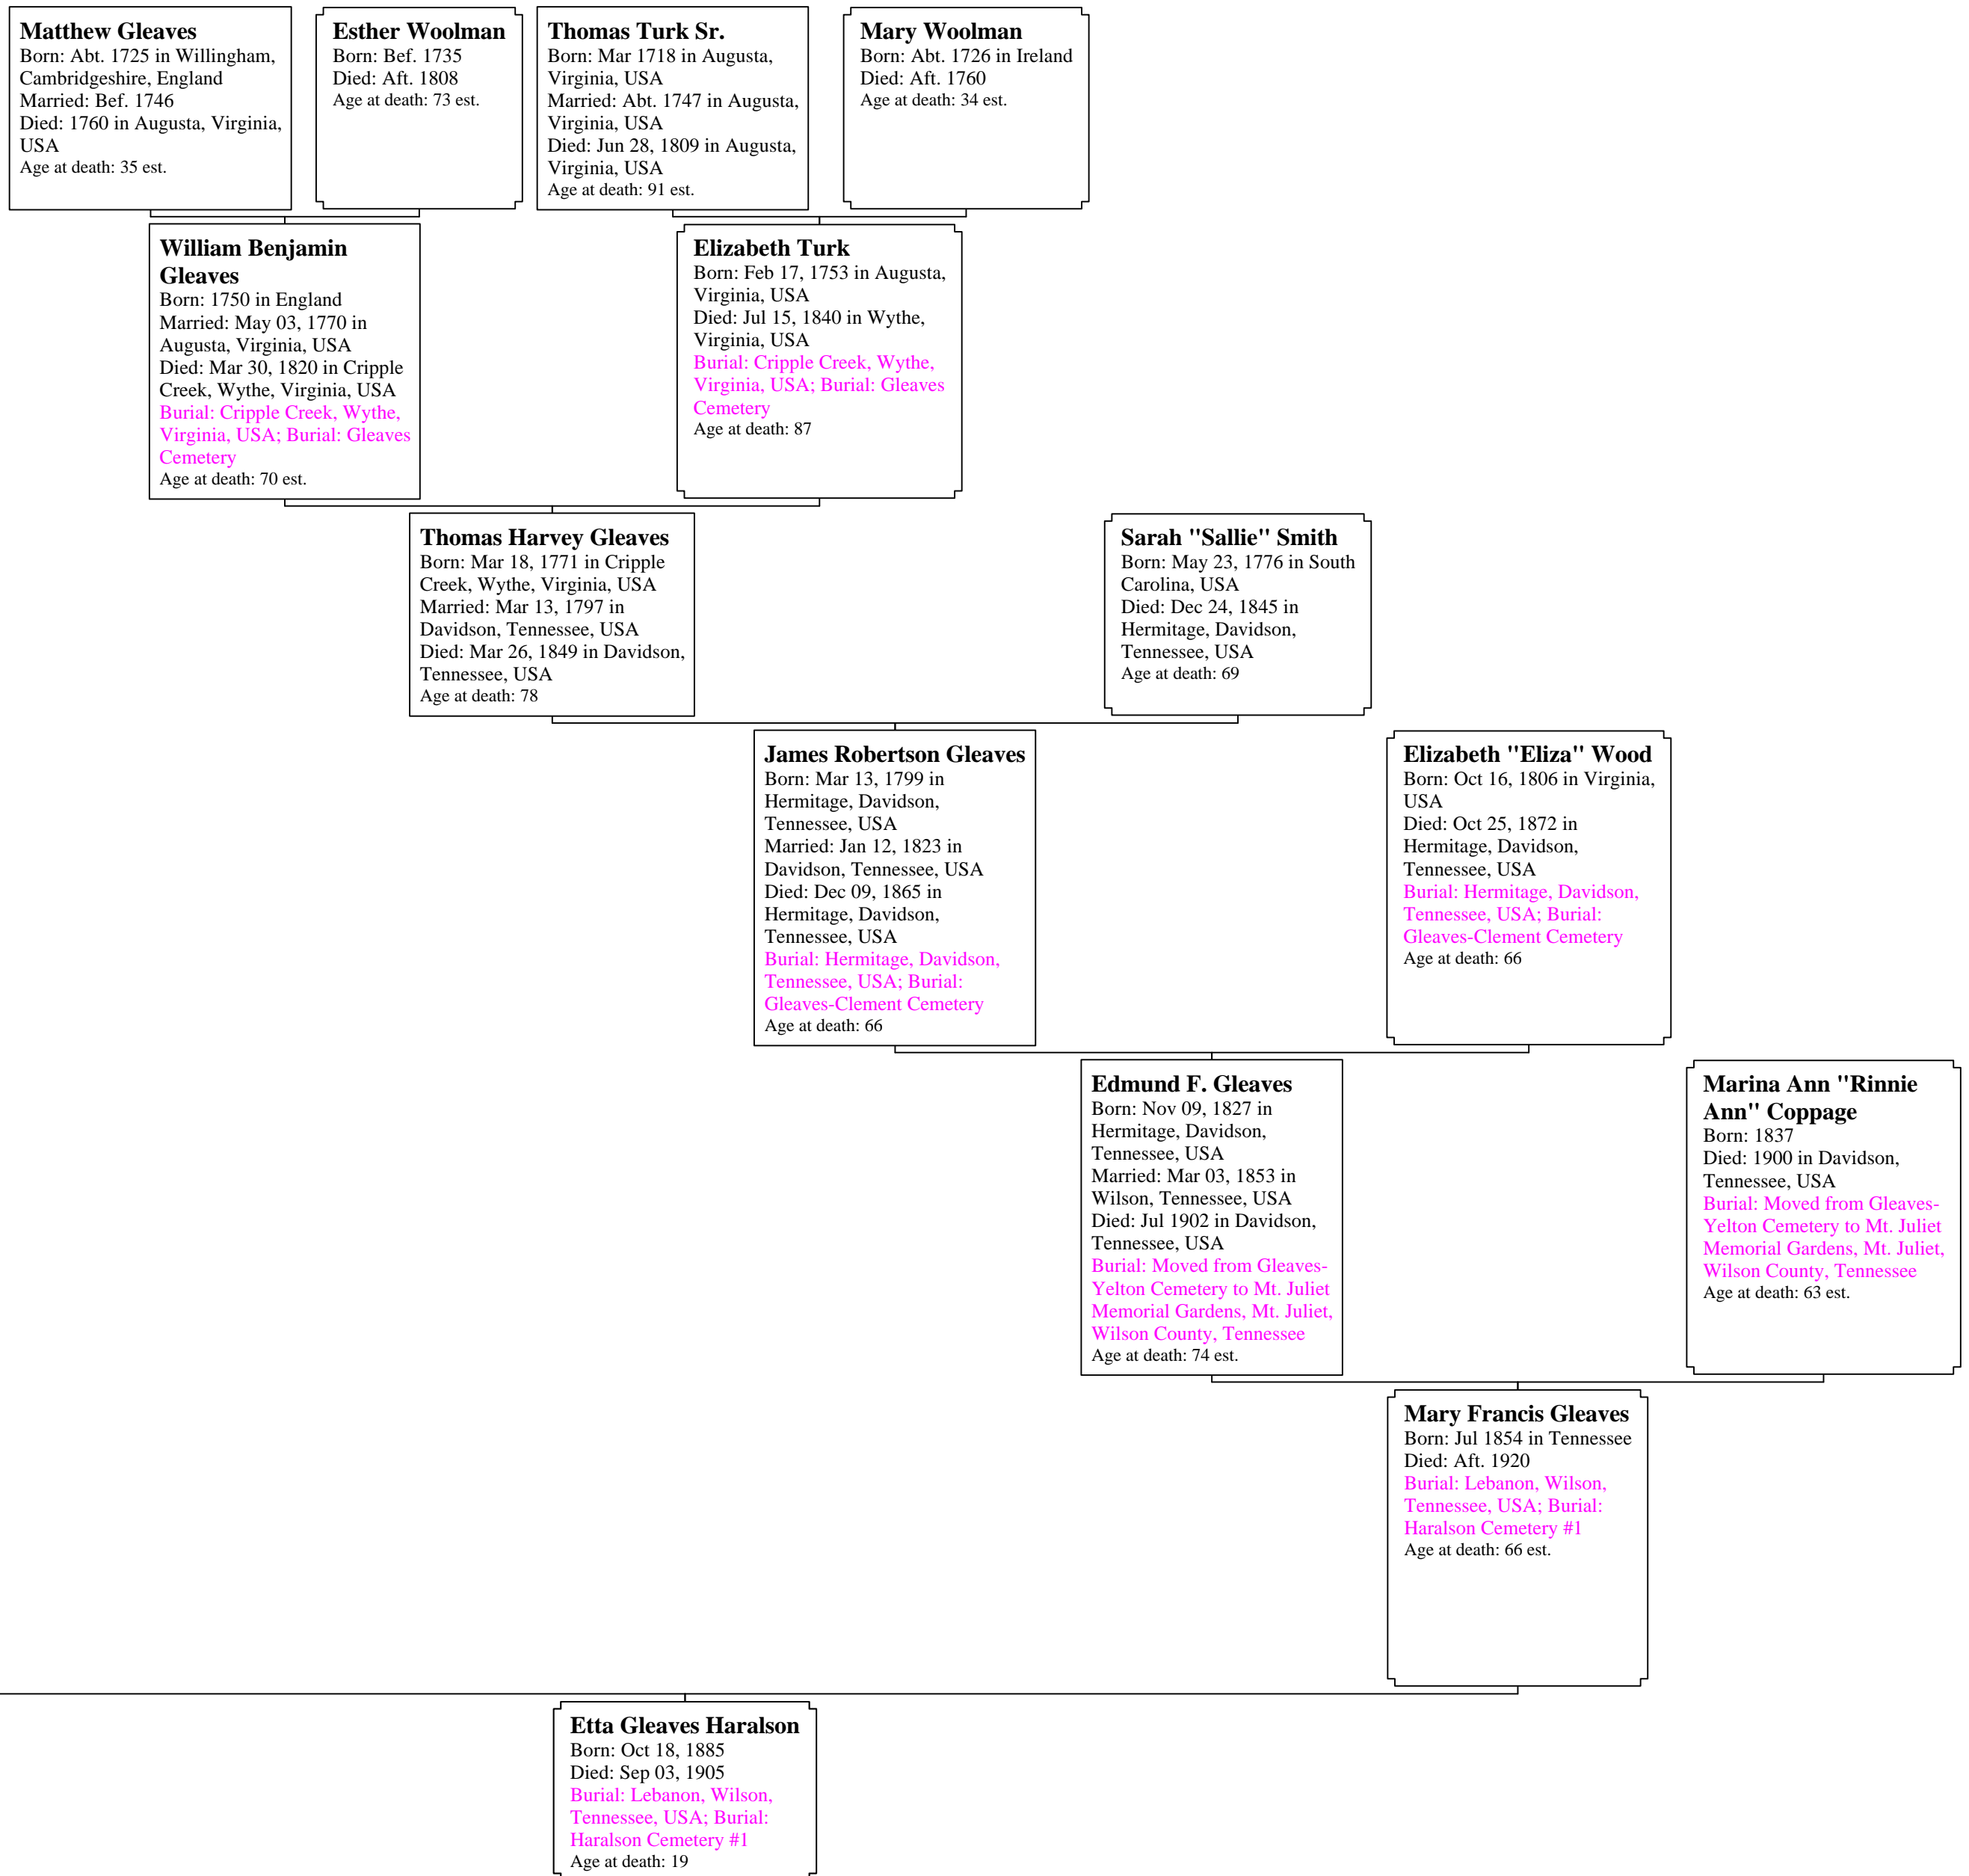 Matthew Gleaves
Born: Abt. 1725 in Willingham,
Cambridgeshire, England
Married: Bef. 1746
Died: 1760 in Augusta, Virginia,
USA
Age at death: 35 est.
Esther Woolman
Born: Bef. 1735
Died: Aft. 1808
Age at death: 73 est.
Thomas Turk Sr.
Born: Mar 1718 in Augusta,
Virginia, USA
Married: Abt. 1747 in Augusta,
Virginia, USA
Died: Jun 28, 1809 in Augusta,
Virginia, USA
Age at death: 91 est.
Mary Woolman
Born: Abt. 1726 in Ireland
Died: Aft. 1760
Age at death: 34 est.
William Benjamin
Gleaves
Born: 1750 in England
Married: May 03, 1770 in
Augusta, Virginia, USA
Died: Mar 30, 1820 in Cripple
Creek, Wythe, Virginia, USA
Burial: Cripple Creek, Wythe,
Virginia, USA; Burial: Gleaves
Cemetery
Age at death: 70 est.
Elizabeth Turk
Born: Feb 17, 1753 in Augusta,
Virginia, USA
Died: Jul 15, 1840 in Wythe,
Virginia, USA
Burial: Cripple Creek, Wythe,
Virginia, USA; Burial: Gleaves
Cemetery
Age at death: 87
Thomas Harvey Gleaves
Born: Mar 18, 1771 in Cripple
Creek, Wythe, Virginia, USA
Married: Mar 13, 1797 in
Davidson, Tennessee, USA
Died: Mar 26, 1849 in Davidson,
Tennessee, USA
Age at death: 78
Sarah "Sallie" Smith
Born: May 23, 1776 in South
Carolina, USA
Died: Dec 24, 1845 in
Hermitage, Davidson,
Tennessee, USA
Age at death: 69
James Robertson Gleaves
Born: Mar 13, 1799 in
Hermitage, Davidson,
Tennessee, USA
Married: Jan 12, 1823 in
Davidson, Tennessee, USA
Died: Dec 09, 1865 in
Hermitage, Davidson,
Tennessee, USA
Burial: Hermitage, Davidson,
Tennessee, USA; Burial:
Gleaves-Clement Cemetery
Age at death: 66
Elizabeth "Eliza" Wood
Born: Oct 16, 1806 in Virginia,
USA
Died: Oct 25, 1872 in
Hermitage, Davidson,
Tennessee, USA
Burial: Hermitage, Davidson,
Tennessee, USA; Burial:
Gleaves-Clement Cemetery
Age at death: 66
Edmund F. Gleaves
Born: Nov 09, 1827 in
Hermitage, Davidson,
Tennessee, USA
Married: Mar 03, 1853 in
Wilson, Tennessee, USA
Died: Jul 1902 in Davidson,
Tennessee, USA
Burial: Moved from Gleaves-
Yelton Cemetery to Mt. Juliet
Memorial Gardens, Mt. Juliet,
Wilson County, Tennessee
Age at death: 74 est.
Marina Ann "Rinnie
Ann" Coppage
Born: 1837
Died: 1900 in Davidson,
Tennessee, USA
Burial: Moved from Gleaves-
Yelton Cemetery to Mt. Juliet
Memorial Gardens, Mt. Juliet,
Wilson County, Tennessee
Age at death: 63 est.
Mary Francis Gleaves
Born: Jul 1854 in Tennessee
Died: Aft. 1920
Burial: Lebanon, Wilson,
Tennessee, USA; Burial:
Haralson Cemetery #1
Age at death: 66 est.
Etta Gleaves Haralson
Born: Oct 18, 1885
Died: Sep 03, 1905
Burial: Lebanon, Wilson,
Tennessee, USA; Burial:
Haralson Cemetery #1
Age at death: 19